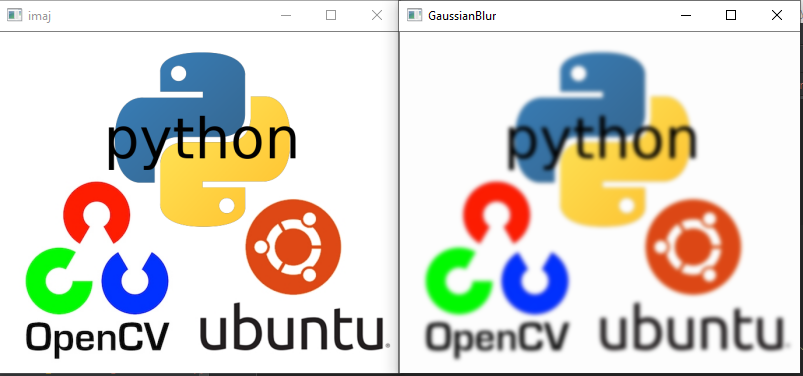 imaj
GaussianBlur
python
OpenCV
ubuntu
python
OpenCV
ubuntu